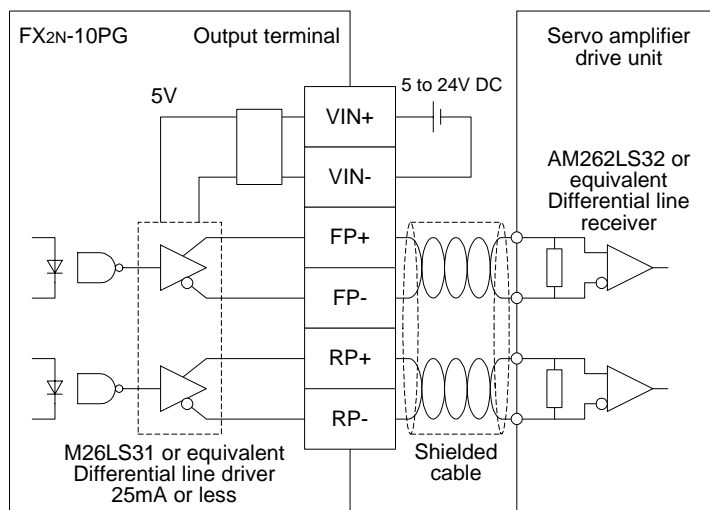 FX2N-10PG
Output terminal
Servo amplifier
drive unit
5V
5 to 24V DC
VIN+
VIN-
FP+
FP-
RP+
RP-
AM262LS32 or
equivalent
Differential line
receiver
M26LS31 or equivalent
Differential line driver
25mA or less
Shielded
cable